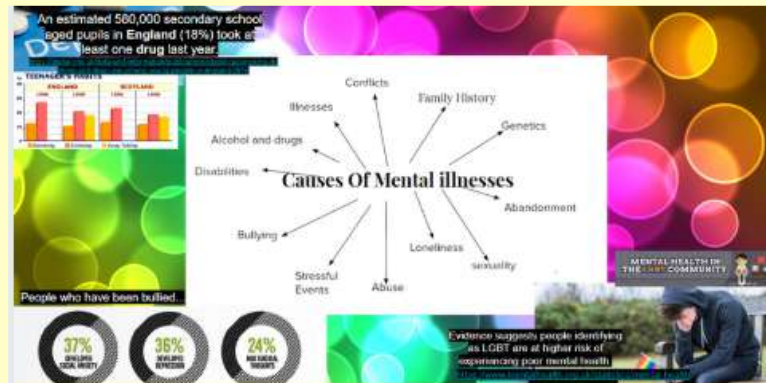 An estimated 580,000 secondary school
aged pupils in England (18%) took at
least one drug last year.
TEENAGER'S HABITS
ENGLAND
SCOTLAND
Conflicts
Family History
Illnesses
Genetics
Alcohol and drugs
Disabilities
Causes Of Mental illnesses
Abandonment
Bullying
Loneliness
sexuality
Stressful
Events
Abuse
MENTAL HEALTH IN
THE LGBT COMMUNITY
People who have been bullied...
37%
DEVELOPED
SOCIAL ANXIETY
36%
DEVELOPED
DEPRESSION
24%
HAD SUICIDAL
THOUGHTS
Evidence suggests people identifying
as LGBT are at higher risk of
experiencing poor mental health